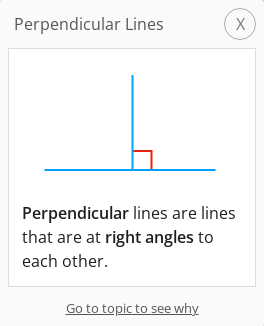 Perpendicular Lines
X
Perpendicular lines are lines
that are at right angles to
each other.
Go to topic to see why